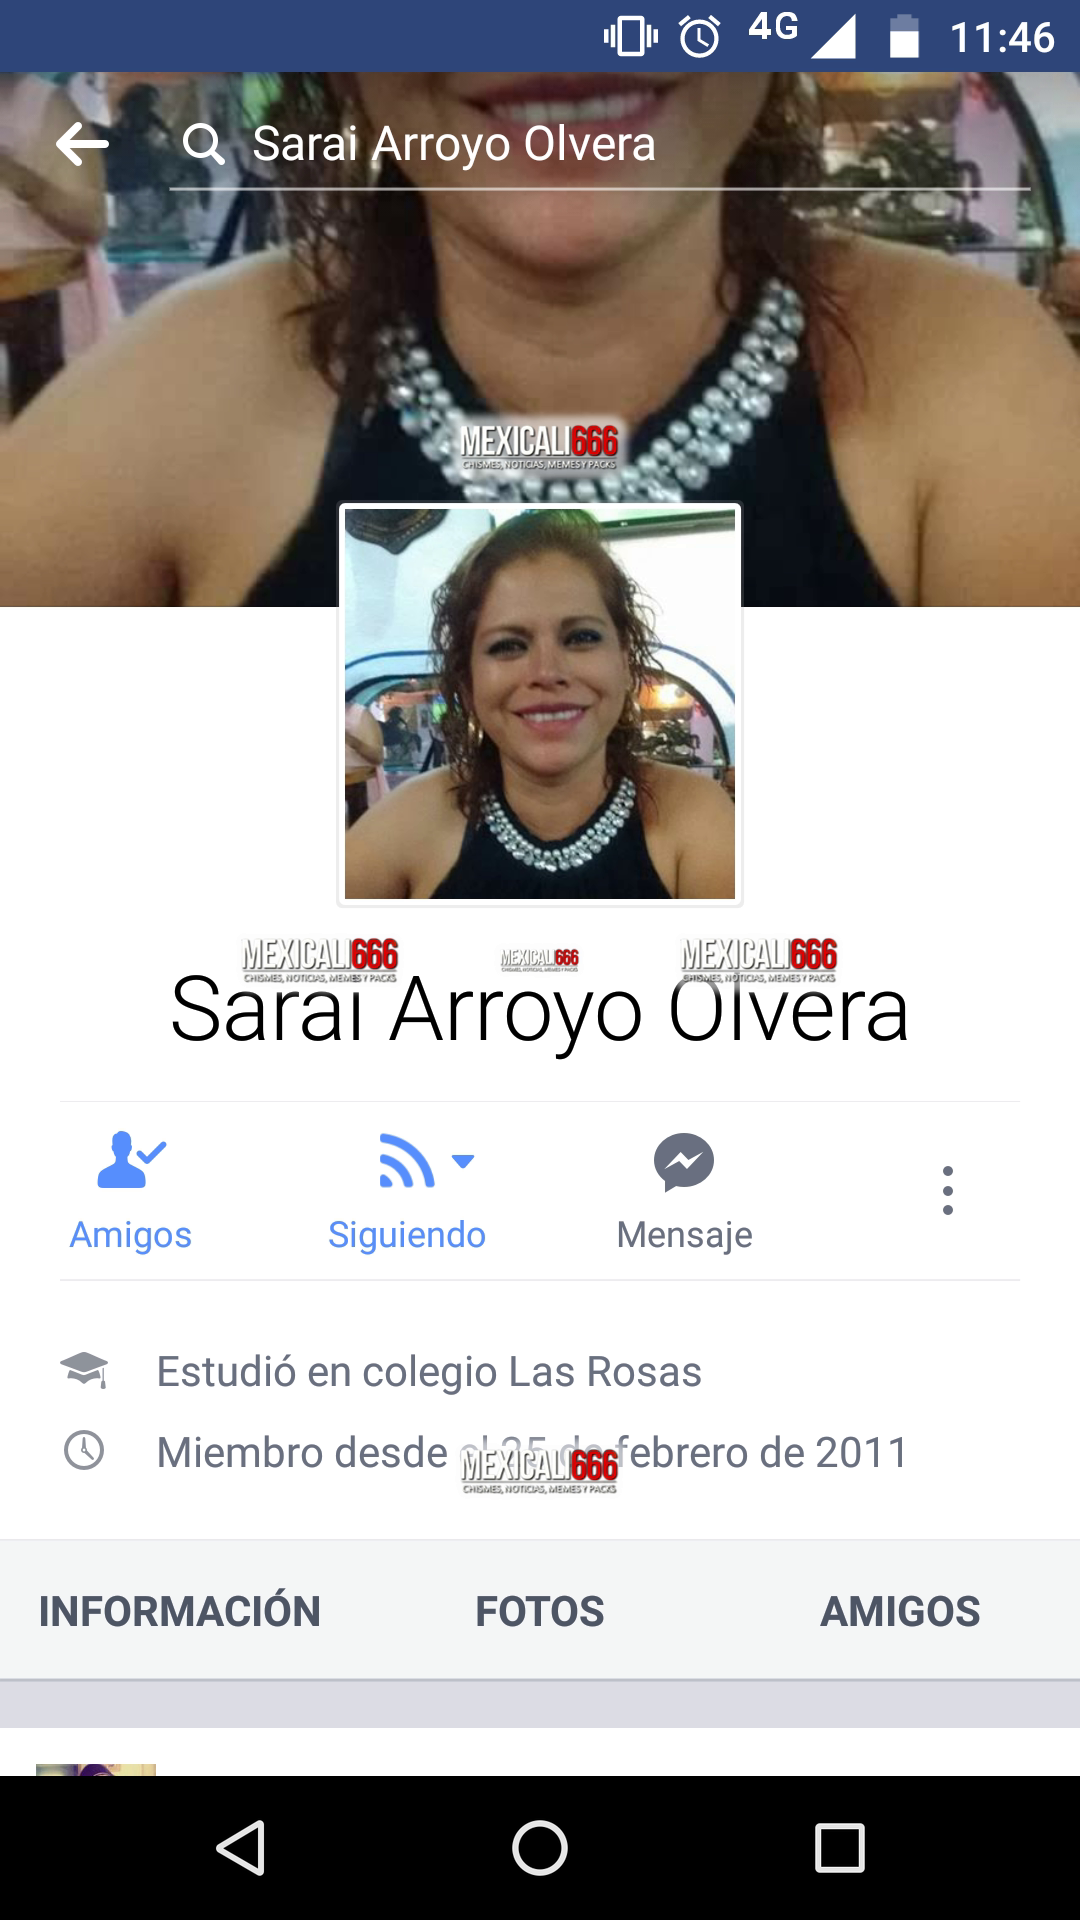 4G 11:46
Sarai Arroyo Olvera
MEXICALI666
CHISMES, NOTICIAS, MEMES Y PACKS
MEXICALI666 MEXICALI666 MEXICALI666
CHISMES, NOTICIAS, MEMES Y PACKS CHISMES, NOTICIAS, MEMES Y PACKS CHISMES, NOTICIAS, MEMES Y PACKS
Sarai Arroyo Olvera
Amigos Siguiendo Mensaje
Estudió en colegio Las Rosas
Miembro desde el 25 de febrero de 2011
MEXICALI666
CHISMES, NOTICIAS, MEMES Y PACKS
INFORMACIÓN FOTOS AMIGOS